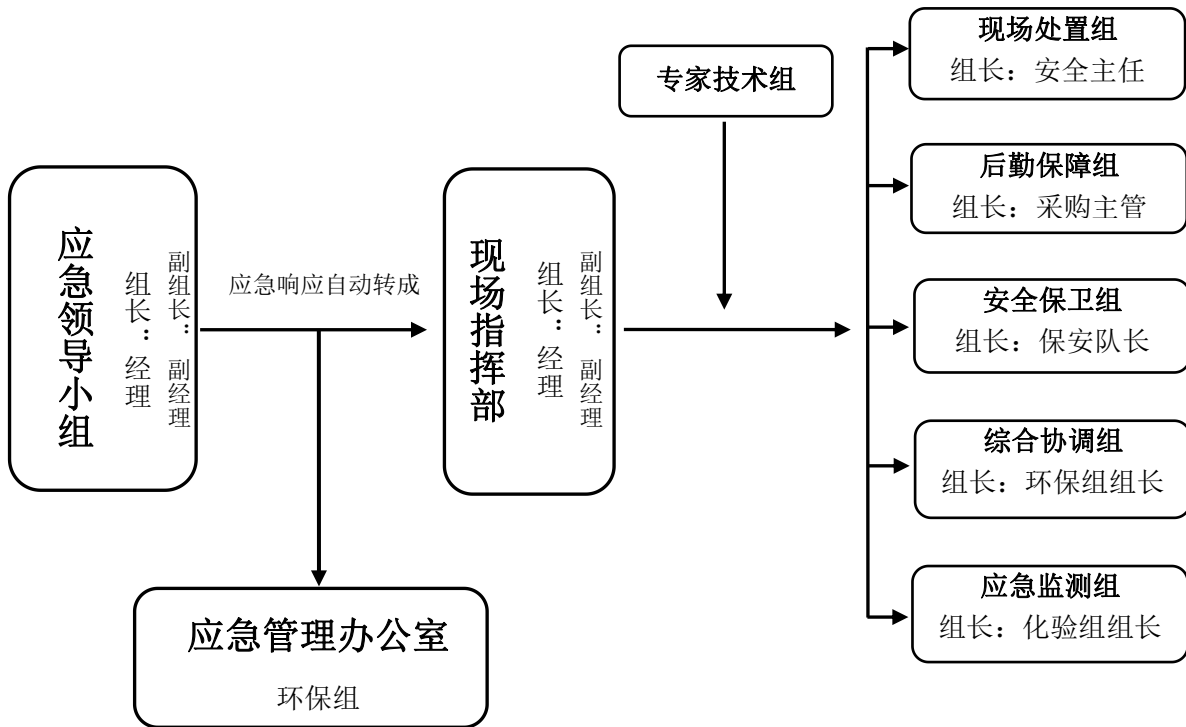 应急领导小组
组长：经理
副组长：副经理
应急响应自动转成
应急管理办公室
环保组
现场指挥部
组长：经理
副组长：副经理
专家技术组
现场处置组
组长：安全主任
后勤保障组
组长：采购主管
安全保卫组
组长：保安队长
综合协调组
组长：环保组组长
应急监测组
组长：化验组组长